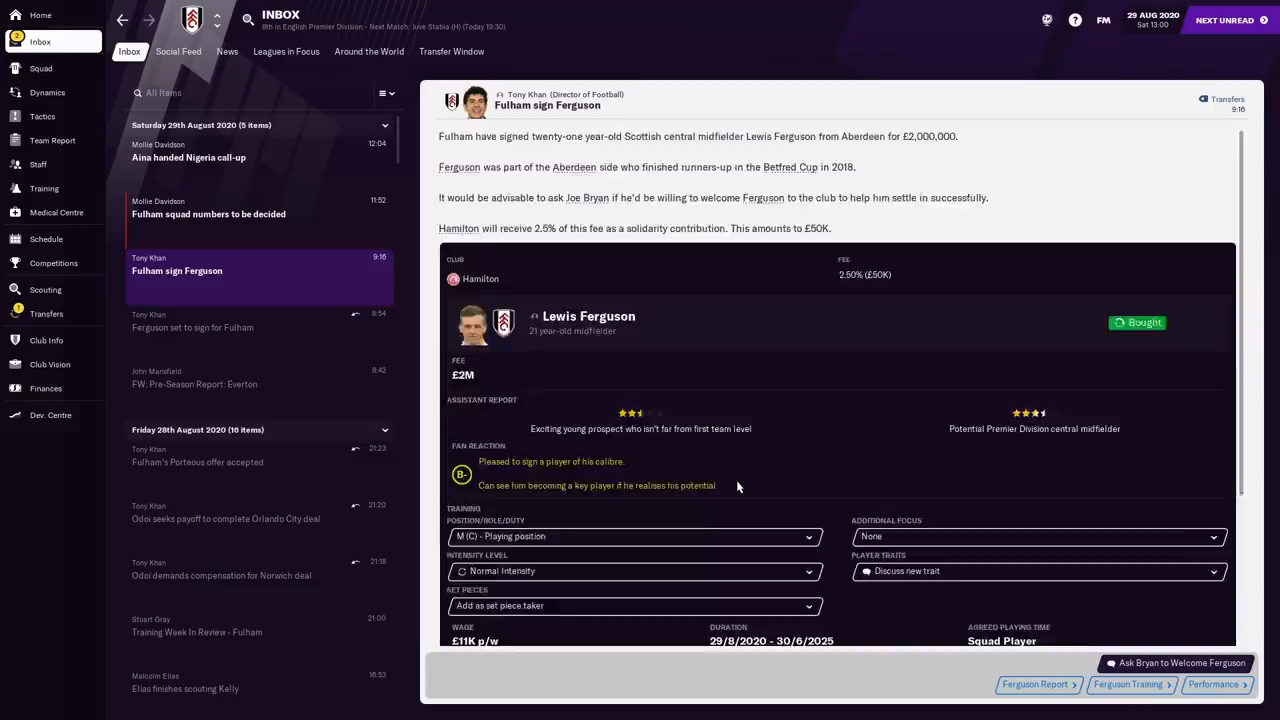 Home
2
Inbox
Squad
Dynamics
Tactics
Team Report
Staff
Training
Medical Centre
Schedule
Competitions
Scouting
1
Transfers
Club Info
Club Vision
Finances
Dev. Centre
INBOX
8th in English Premier Division - Next Match: Juve Stabia (H) (Today 19:30)
?
FM
29 AUG 2020
Sat 13:00
NEXT UNREAD
Inbox
Social Feed
News
Leagues in Focus
Around the World
Transfer Window
All Items
Saturday 29th August 2020 (5 items)
Mollie Davidson
12:04
Aina handed Nigeria call-up
Mollie Davidson
11:52
Fulham squad numbers to be decided
Tony Khan
9:16
Fulham sign Ferguson
Tony Khan
8:54
Ferguson set to sign for Fulham
John Mansfield
8:42
FW: Pre-Season Report: Everton
Friday 28th August 2020 (16 items)
Tony Khan
21:23
Fulham's Porteous offer accepted
Tony Khan
21:20
Odoi seeks payoff to complete Orlando City deal
Tony Khan
21:18
Odoi demands compensation for Norwich deal
Stuart Gray
21:00
Training Week In Review - Fulham
Malcolm Elias
16:53
Elias finishes scouting Kelly
Tony Khan (Director of Football)
Fulham sign Ferguson
Transfers
9:16
Fulham have signed twenty-one year-old Scottish central midfielder Lewis Ferguson from Aberdeen for £2,000,000.
Ferguson was part of the Aberdeen side who finished runners-up in the Betfred Cup in 2018.
It would be advisable to ask Joe Bryan if he'd be willing to welcome Ferguson to the club to help him settle in successfully.
Hamilton will receive 2.5% of this fee as a solidarity contribution. This amounts to £50K.
CLUB
FEE
Hamilton
2.50% (£50K)
Lewis Ferguson
21 year-old midfielder
Bought
FEE
£2M
ASSISTANT REPORT
Exciting young prospect who isn't far from first team level
Potential Premier Division central midfielder
FAN REACTION
B-
Pleased to sign a player of his calibre.
Can see him becoming a key player if he realises his potential
TRAINING
POSITION/ROLE/DUTY
ADDITIONAL FOCUS
M (C) - Playing position
None
INTENSITY LEVEL
PLAYER TRAITS
Normal Intensity
Discuss new trait
SET PIECES
Add as set piece taker
WAGE
DURATION
AGREED PLAYING TIME
£11K p/w
29/8/2020 - 30/6/2025
Squad Player
Ask Bryan to Welcome Ferguson
Ferguson Report
Ferguson Training
Performance